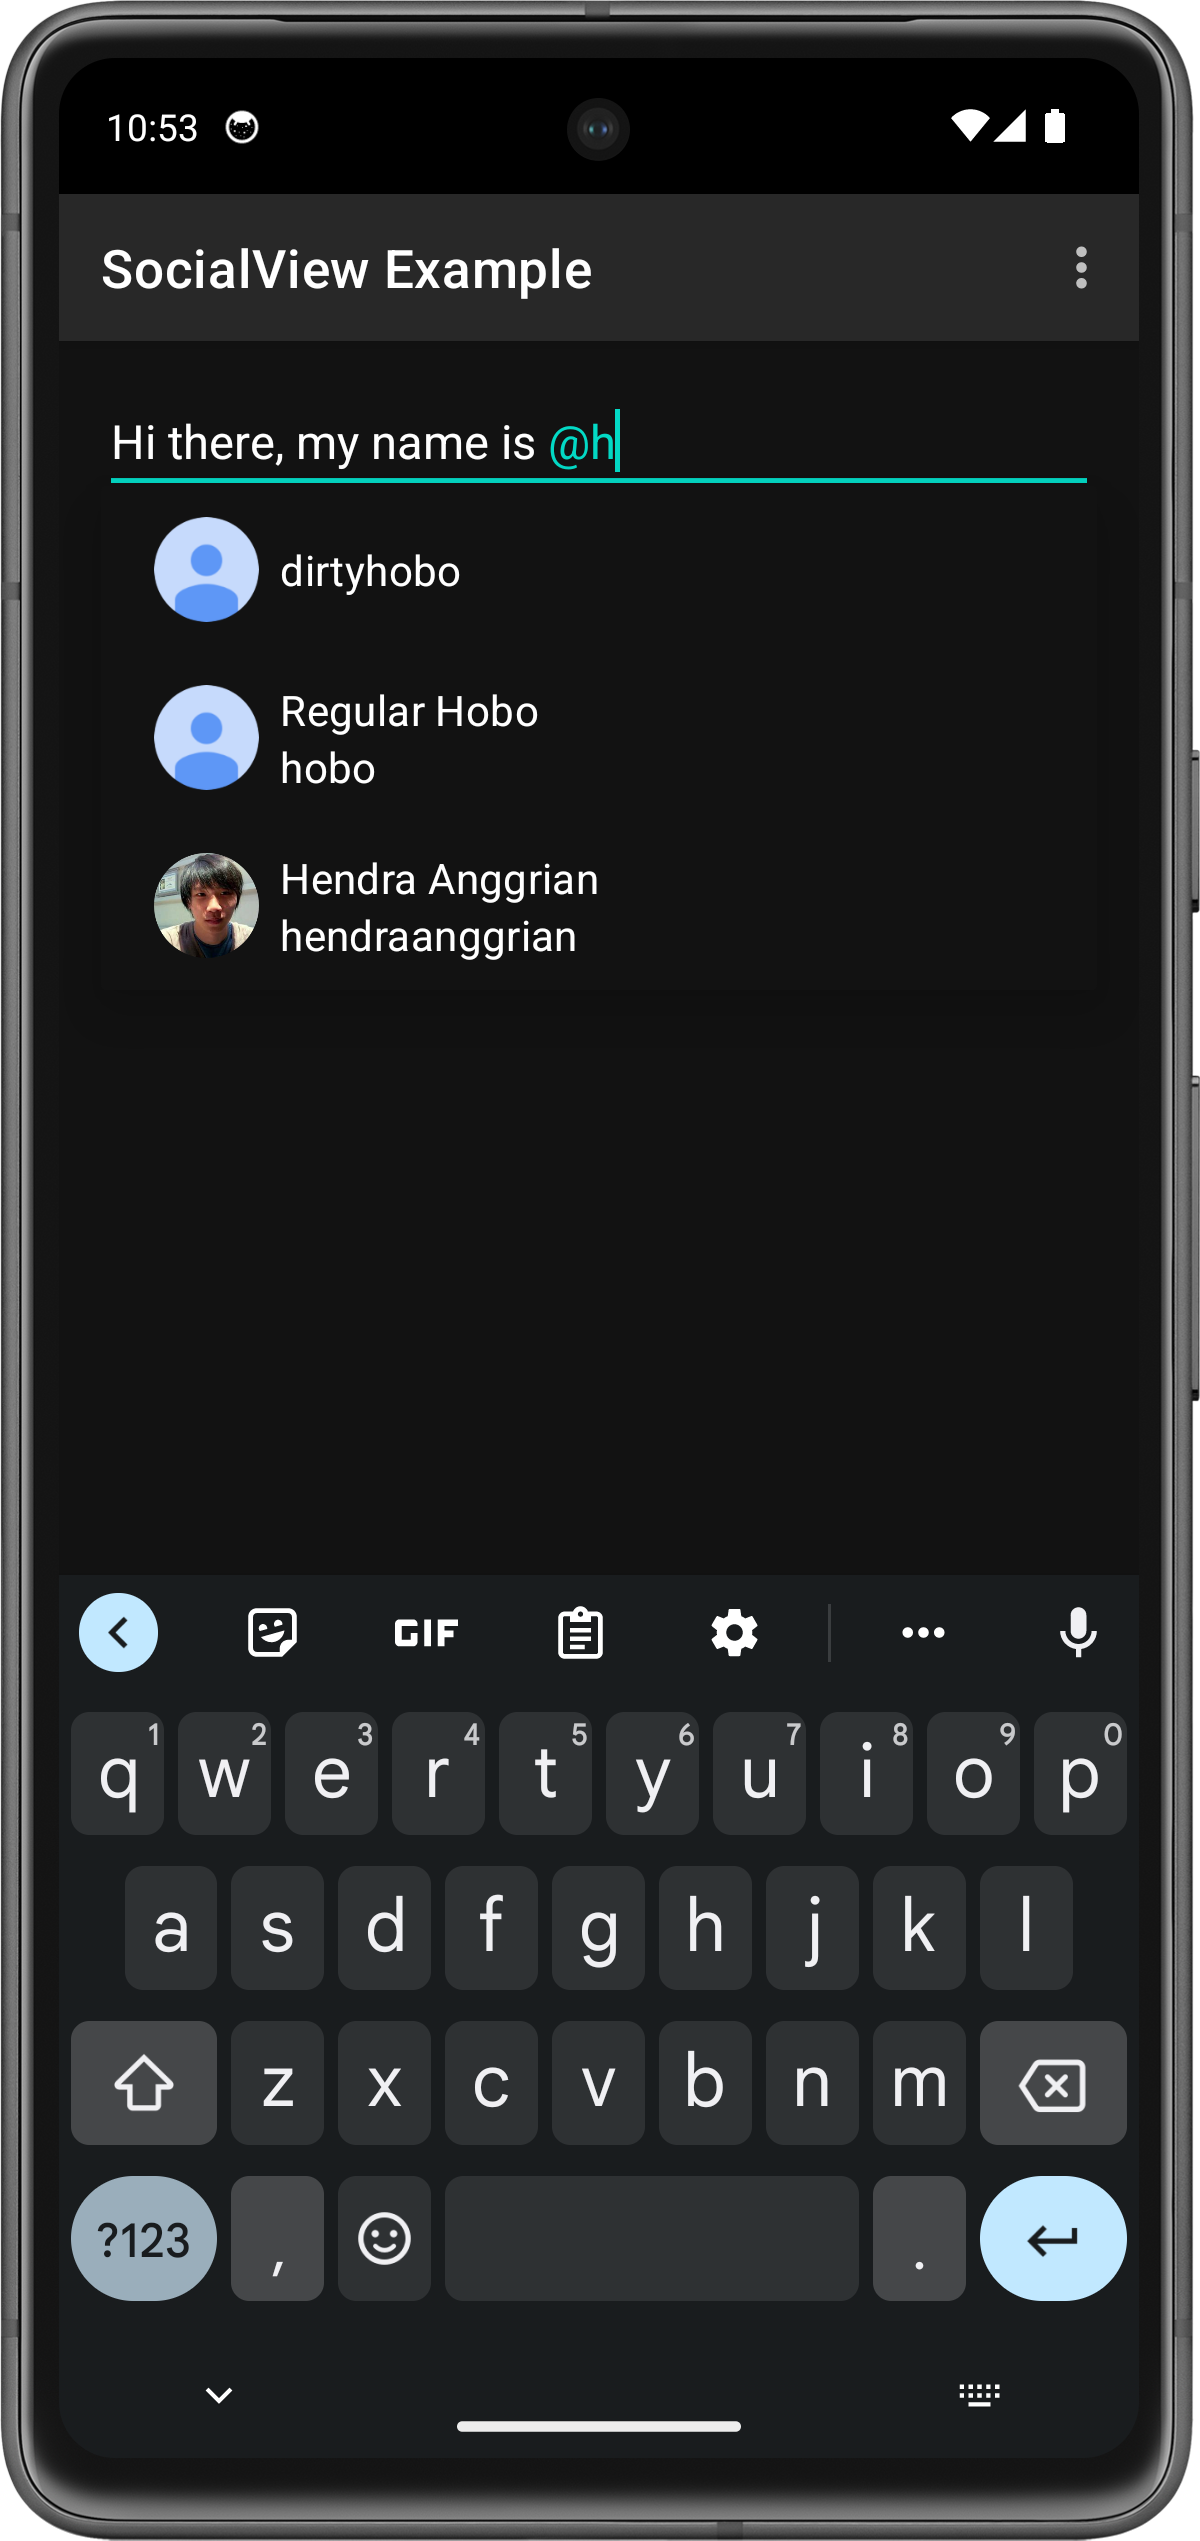 10:53
SocialView Example
Hi there, my name is @h
dirtyhobo
Regular Hobo
hobo
Hendra Anggrian
hendraanggrian
GIF
1 2 3 4 5 6 7 8 9 0
q w e r t y u i o p
a s d f g h j k l
z x c v b n m
?123 , .